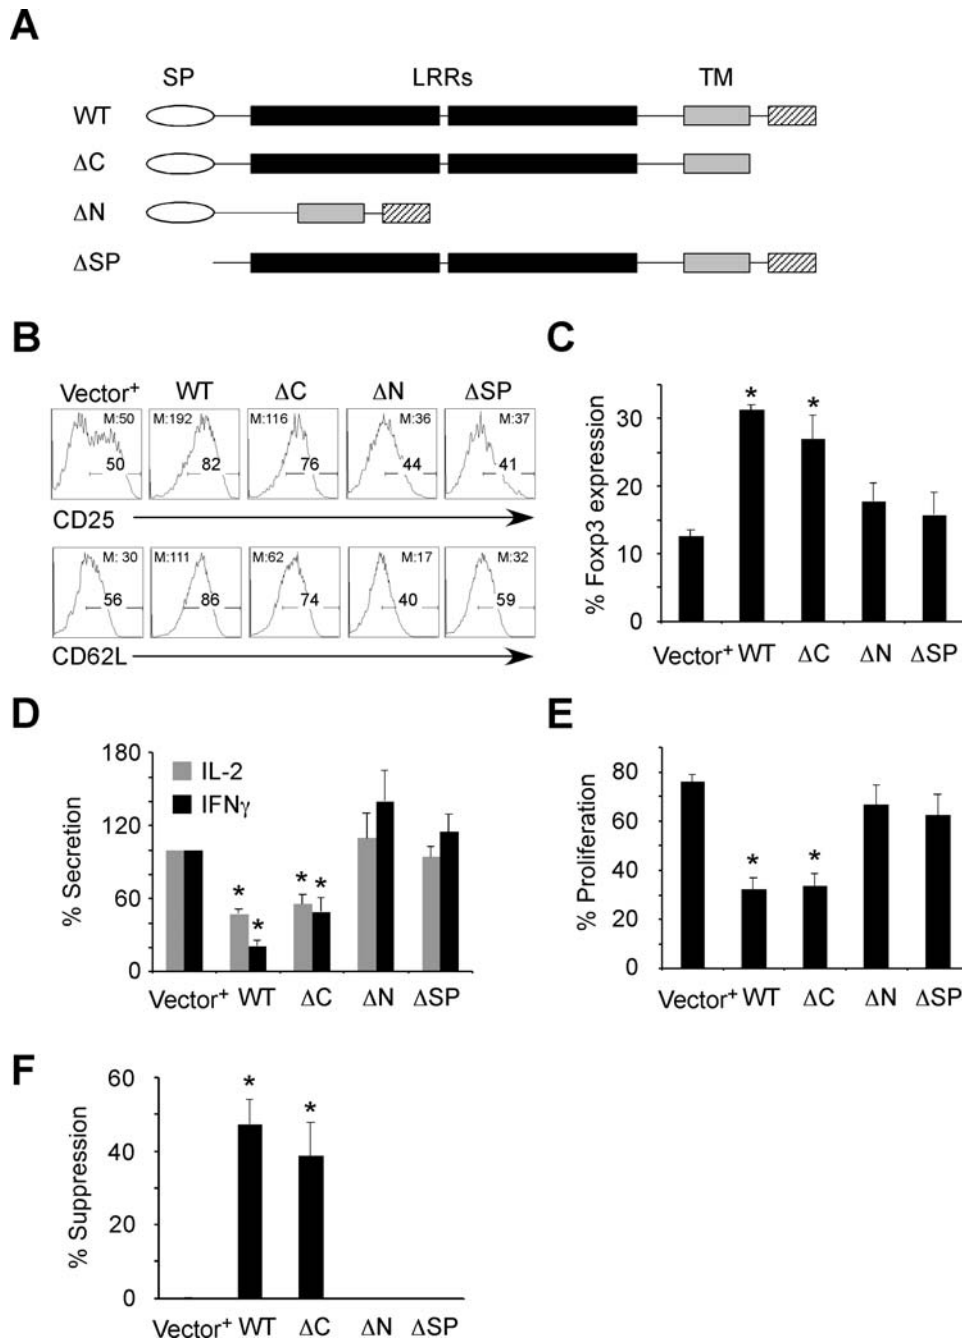 A
SP LRRs TM
WT
ΔC
ΔN
ΔSP
B
Vector+ WT ΔC ΔN ΔSP
M:50 M:192 M:116 M:36 M:37
50 82 76 44 41
CD25
M: 30 M:111 M:62 M:17 M:32
56 86 74 40 59
CD62L
C
% Foxp3 expression
30
20
10
0
* *
Vector+ WT ΔC ΔN ΔSP
D
% Secretion
180
120
60
0
IL-2
IFNγ
* * * *
Vector+ WT ΔC ΔN ΔSP
E
% Proliferation
80
60
40
20
0
* *
Vector+ WT ΔC ΔN ΔSP
F
% Suppression
60
40
20
0
* *
Vector+ WT ΔC ΔN ΔSP